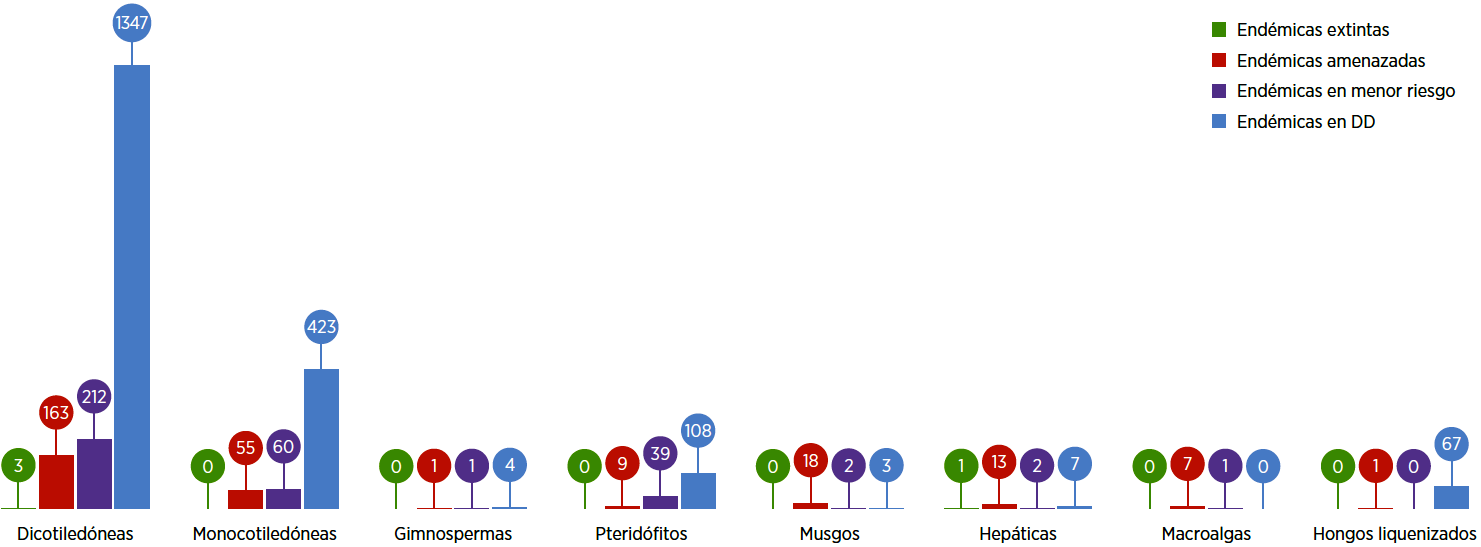 1347
Endémicas extintas
Endémicas amenazadas
Endémicas en menor riesgo
Endémicas en DD
3
163
212
0
55
60
423
0
1
1
4
0
9
39
108
0
18
2
3
1
13
2
7
0
7
1
0
0
1
0
67
Dicotiledóneas
Monocotiledóneas
Gimnospermas
Pteridófitos
Musgos
Hepáticas
Macroalgas
Hongos liquenizados